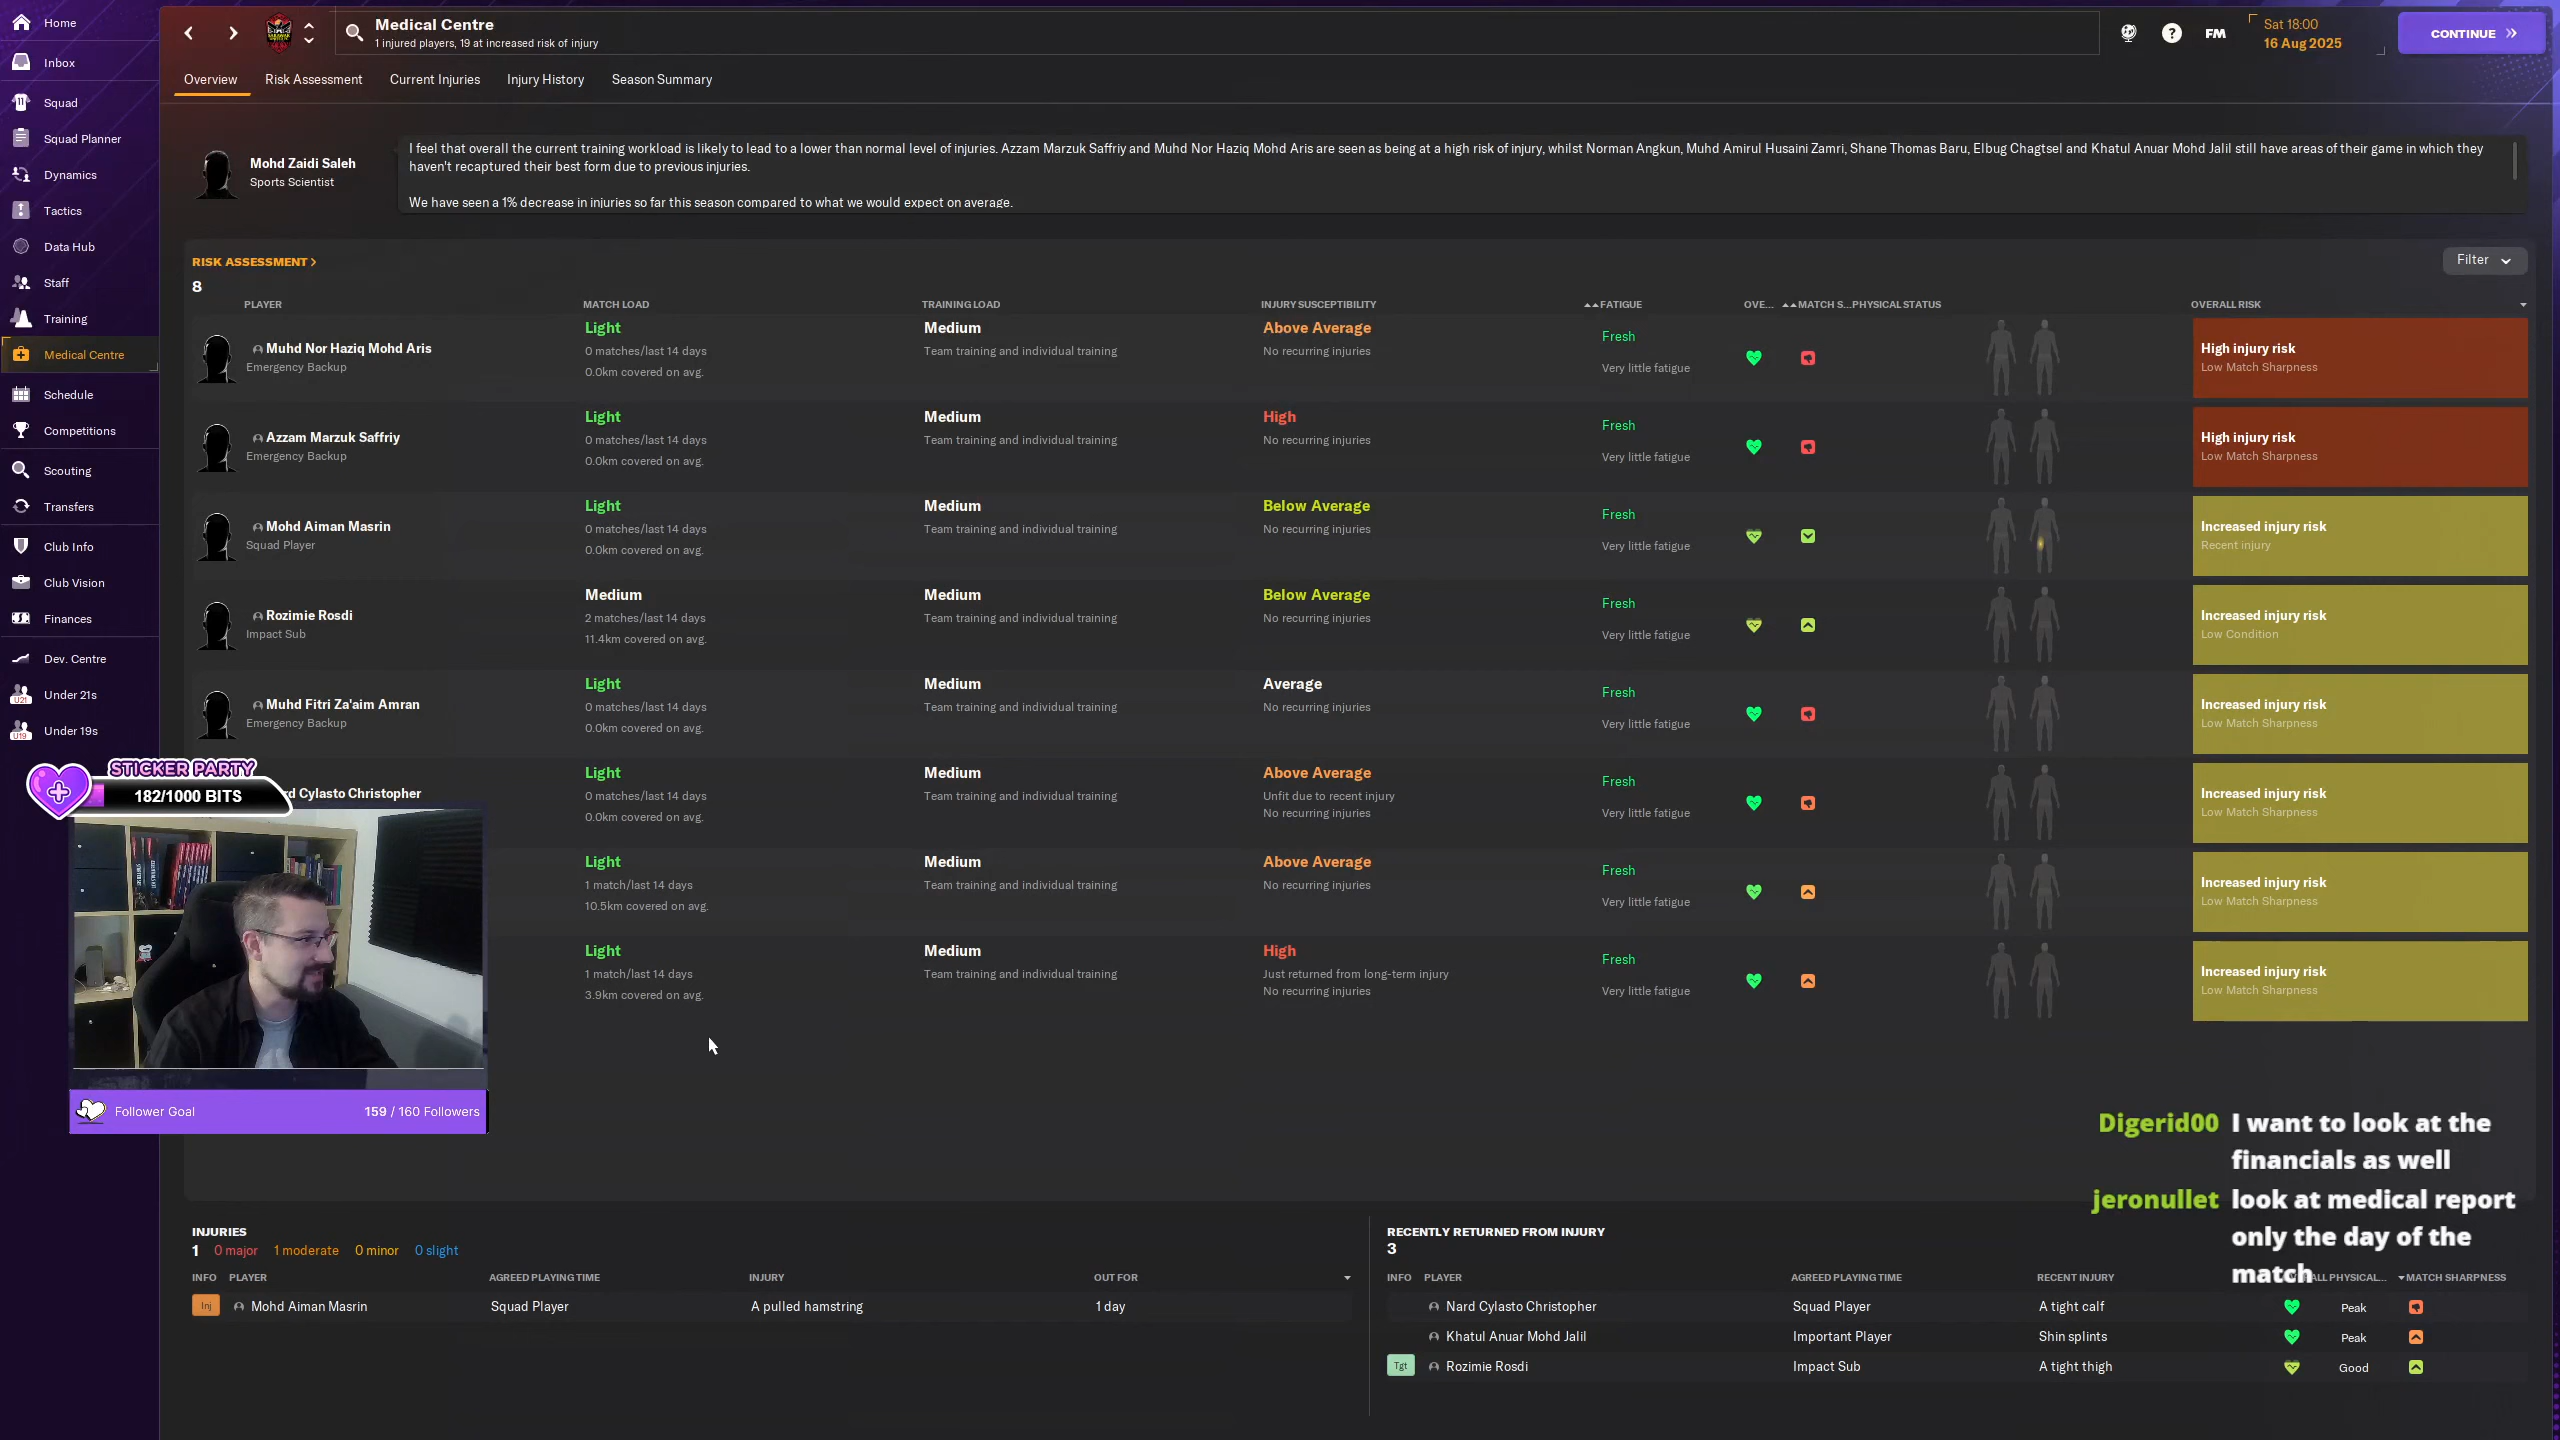 Home
Inbox
Squad
Squad Planner
Dynamics
Tactics
Data Hub
Staff
Training
Medical Centre
Schedule
Competitions
Scouting
Transfers
Club Info
Club Vision
Finances
Dev. Centre
Under 21s
Under 19s
Medical Centre
1 injured players, 19 at increased risk of injury
FM
Sat 18:00
16 Aug 2025
CONTINUE
Overview
Risk Assessment
Current Injuries
Injury History
Season Summary
Mohd Zaidi Saleh
Sports Scientist
I feel that overall the current training workload is likely to lead to a lower than normal level of injuries. Azzam Marzuk Saffriy and Muhd Nor Haziq Mohd Aris are seen as being at a high risk of injury, whilst Norman Angkun, Muhd Amirul Husaini Zamri, Shane Thomas Baru, Elbug Chagtsel and Khatul Anuar Mohd Jalil still have areas of their game in which they
haven't recaptured their best form due to previous injuries.
We have seen a 1% decrease in injuries so far this season compared to what we would expect on average.
RISK ASSESSMENT >
8
Filter
PLAYER MATCH LOAD TRAINING LOAD INJURY SUSCEPTIBILITY FATIGUE OVE... MATCH S... PHYSICAL STATUS OVERALL RISK
Muhd Nor Haziq Mohd Aris
Emergency Backup
Light
0 matches/last 14 days
0.0km covered on avg.
Medium
Team training and individual training
Above Average
No recurring injuries
Fresh
Very little fatigue
High injury risk
Low Match Sharpness
Azzam Marzuk Saffriy
Emergency Backup
Light
0 matches/last 14 days
0.0km covered on avg.
Medium
Team training and individual training
High
No recurring injuries
Fresh
Very little fatigue
High injury risk
Low Match Sharpness
Mohd Aiman Masrin
Squad Player
Light
0 matches/last 14 days
0.0km covered on avg.
Medium
Team training and individual training
Below Average
No recurring injuries
Fresh
Very little fatigue
Increased injury risk
Recent injury
Rozimie Rosdi
Impact Sub
Medium
2 matches/last 14 days
11.4km covered on avg.
Medium
Team training and individual training
Below Average
No recurring injuries
Fresh
Very little fatigue
Increased injury risk
Low Condition
Muhd Fitri Za'aim Amran
Emergency Backup
Light
0 matches/last 14 days
0.0km covered on avg.
Medium
Team training and individual training
Average
No recurring injuries
Fresh
Very little fatigue
Increased injury risk
Low Match Sharpness
rd Cylasto Christopher
Light
0 matches/last 14 days
0.0km covered on avg.
Medium
Team training and individual training
Above Average
Unfit due to recent injury
No recurring injuries
Fresh
Very little fatigue
Increased injury risk
Low Match Sharpness
Light
1 match/last 14 days
10.5km covered on avg.
Medium
Team training and individual training
Above Average
No recurring injuries
Fresh
Very little fatigue
Increased injury risk
Low Match Sharpness
Light
1 match/last 14 days
3.9km covered on avg.
Medium
Team training and individual training
High
Just returned from long-term injury
No recurring injuries
Fresh
Very little fatigue
Increased injury risk
Low Match Sharpness
STICKER PARTY
182/1000 BITS
Follower Goal 159 / 160 Followers
Digerid00 I want to look at the
financials as well
jeronullet look at medical report
only the day of the
match
INJURIES
1 0 major 1 moderate 0 minor 0 slight
INFO PLAYER AGREED PLAYING TIME INJURY OUT FOR
Inj Mohd Aiman Masrin Squad Player A pulled hamstring 1 day
RECENTLY RETURNED FROM INJURY
3
INFO PLAYER AGREED PLAYING TIME RECENT INJURY ALL PHYSICAL... MATCH SHARPNESS
Nard Cylasto Christopher Squad Player A tight calf Peak
Khatul Anuar Mohd Jalil Important Player Shin splints Peak
Tgt Rozimie Rosdi Impact Sub A tight thigh Good